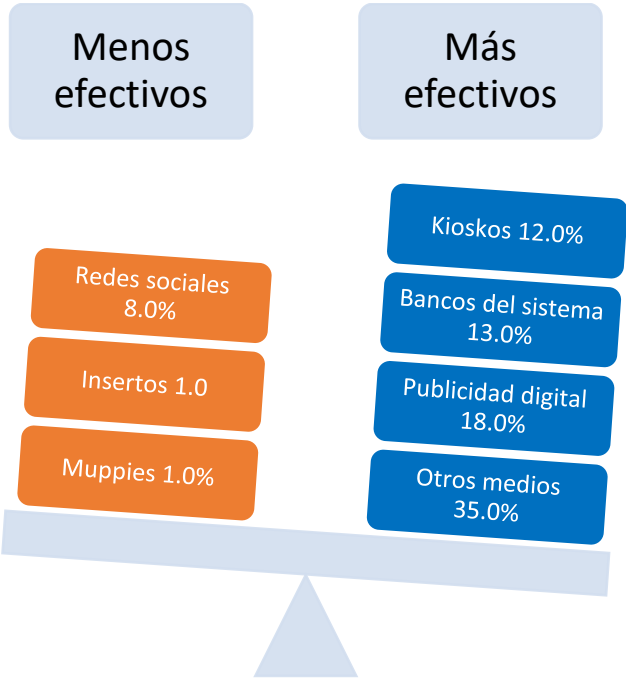 Menos
efectivos
Más
efectivos
Redes sociales
8.0%
Insertos 1.0
Muppies 1.0%
Kioskos 12.0%
Bancos del sistema
13.0%
Publicidad digital
18.0%
Otros medios
35.0%